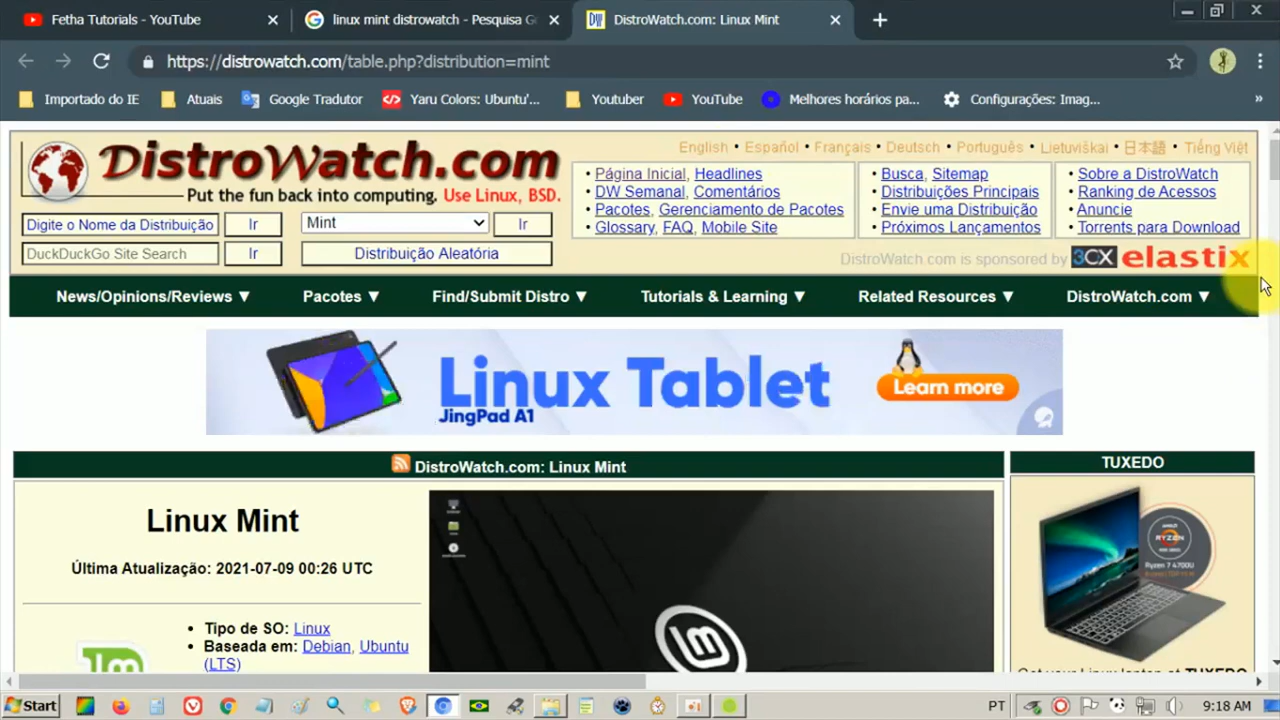 Fetha Tutorials - YouTube
linux mint distrowatch - Pesquisa Go
DistroWatch.com: Linux Mint
https://distrowatch.com/table.php?distribution=mint
Importado do IE
Atuais
Google Tradutor
Yaru Colors: Ubuntu'...
Youtuber
YouTube
Melhores horários pa...
Configurações: Imag...
»
DistroWatch.com
Put the fun back into computing. Use Linux, BSD.
English • Español • Français • Deutsch • Português • Lietuviškai • 日本語 • Tiếng Việt
• Página Inicial, Headlines
• DW Semanal, Comentários
• Pacotes, Gerenciamento de Pacotes
• Glossary, FAQ, Mobile Site
• Busca, Sitemap
• Distribuições Principais
• Envie uma Distribuição
• Próximos Lançamentos
• Sobre a DistroWatch
• Ranking de Acessos
• Anuncie
• Torrents para Download
Digite o Nome da Distribuição
Ir
Mint
Ir
DuckDuckGo Site Search
Ir
Distribuição Aleatória
DistroWatch.com is sponsored by 3CX elastix
News/Opinions/Reviews ▼
Pacotes ▼
Find/Submit Distro ▼
Tutorials & Learning ▼
Related Resources ▼
DistroWatch.com ▼
Linux Tablet
JingPad A1
Learn more
DistroWatch.com: Linux Mint
TUXEDO
Linux Mint
Última Atualização: 2021-07-09 00:26 UTC
• Tipo de SO: Linux
• Baseada em: Debian, Ubuntu
(LTS)
AMD
RYZEN
Ryzen 7 4700U
Get your Linux laptop at TUXEDO
Start
PT
9:18 AM